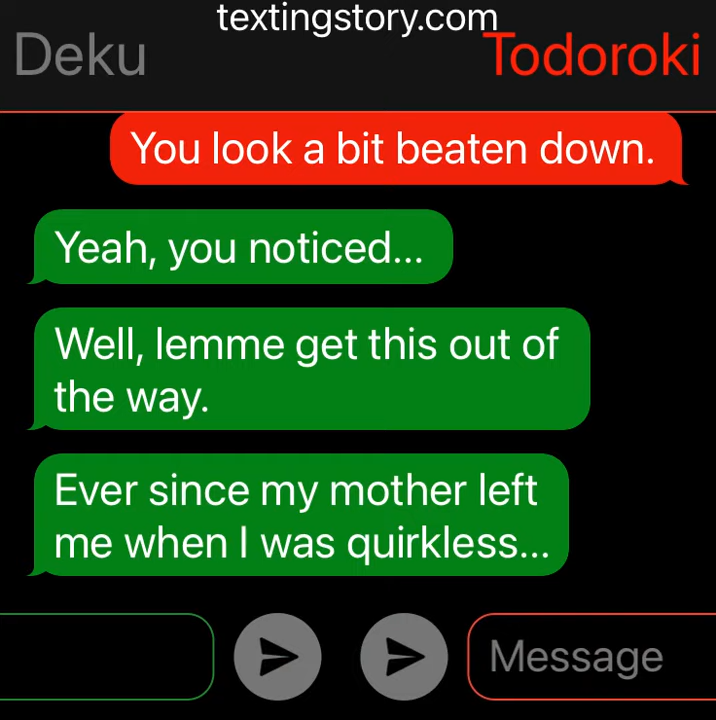 textingstory.com
Deku
Todoroki
You look a bit beaten down.
Yeah, you noticed...
Well, lemme get this out of
the way.
Ever since my mother left
me when I was quirkless...
Message